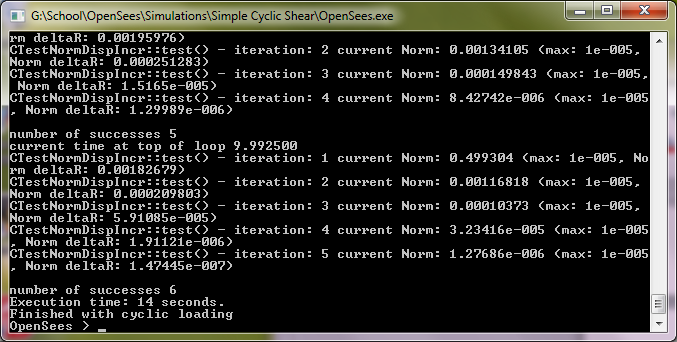 G:\School\OpenSees\Simulations\Simple Cyclic Shear\OpenSees.exe
rm deltaR: 0.00195976)
CTestNormDispIncr::test() - iteration: 2 current Norm: 0.00134105 (max: 1e-005,
Norm deltaR: 0.000251283)
CTestNormDispIncr::test() - iteration: 3 current Norm: 0.000149843 (max: 1e-005,
 Norm deltaR: 1.5165e-005)
CTestNormDispIncr::test() - iteration: 4 current Norm: 8.42742e-006 (max: 1e-005
, Norm deltaR: 1.29989e-006)
number of successes 5
current time at top of loop 9.992500
CTestNormDispIncr::test() - iteration: 1 current Norm: 0.499304 (max: 1e-005, No
rm deltaR: 0.00182679)
CTestNormDispIncr::test() - iteration: 2 current Norm: 0.00116818 (max: 1e-005,
Norm deltaR: 0.000209803)
CTestNormDispIncr::test() - iteration: 3 current Norm: 0.00010373 (max: 1e-005,
Norm deltaR: 5.91085e-005)
CTestNormDispIncr::test() - iteration: 4 current Norm: 3.23416e-005 (max: 1e-005
, Norm deltaR: 1.91121e-006)
CTestNormDispIncr::test() - iteration: 5 current Norm: 1.27686e-006 (max: 1e-005
, Norm deltaR: 1.47445e-007)
number of successes 6
Execution time: 14 seconds.
Finished with cyclic loading
OpenSees > _